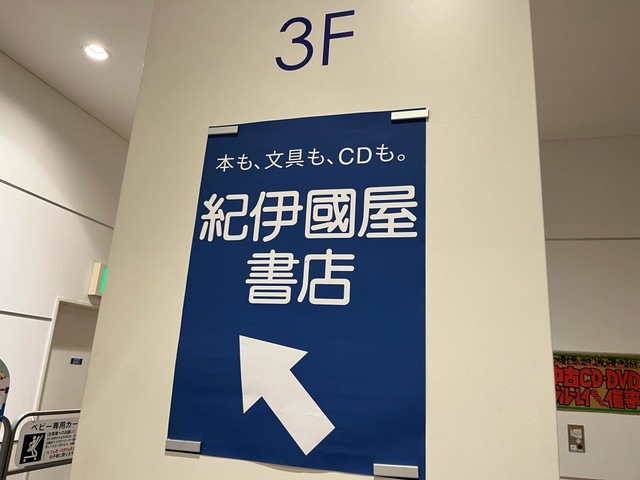 3F
本も、文具も、CDも。
紀伊國屋
書店
ベビー専用カー
中古CD・DVD